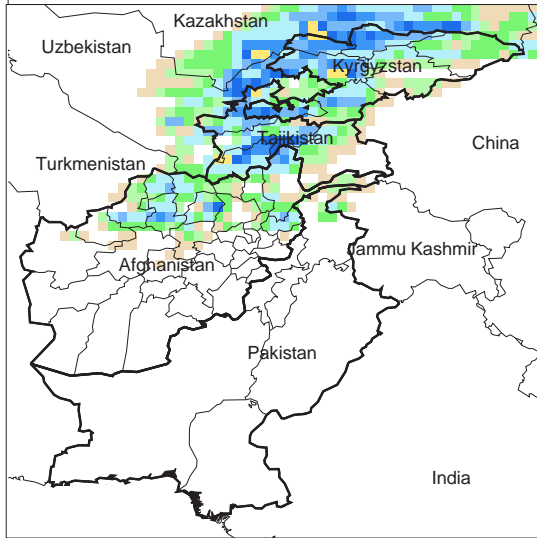 Kazakhstan
Uzbekistan
Kyrgyzstan
Tajikistan
China
Turkmenistan
Jammu Kashmir
Afghanistan
Pakistan
India